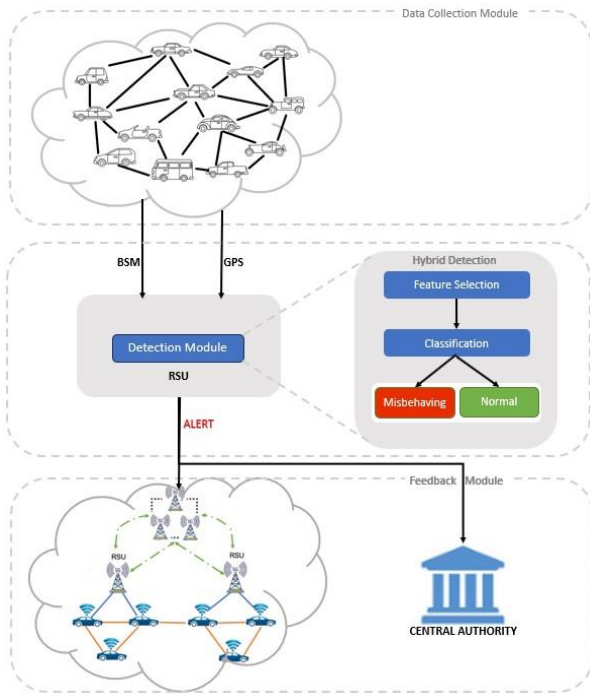 Data Collection Module
BSM
GPS
Hybrid Detection
Feature Selection
Classification
Misbehaving
Normal
Detection Module
RSU
ALERT
Feedback Module
RSU
RSU
CENTRAL AUTHORITY